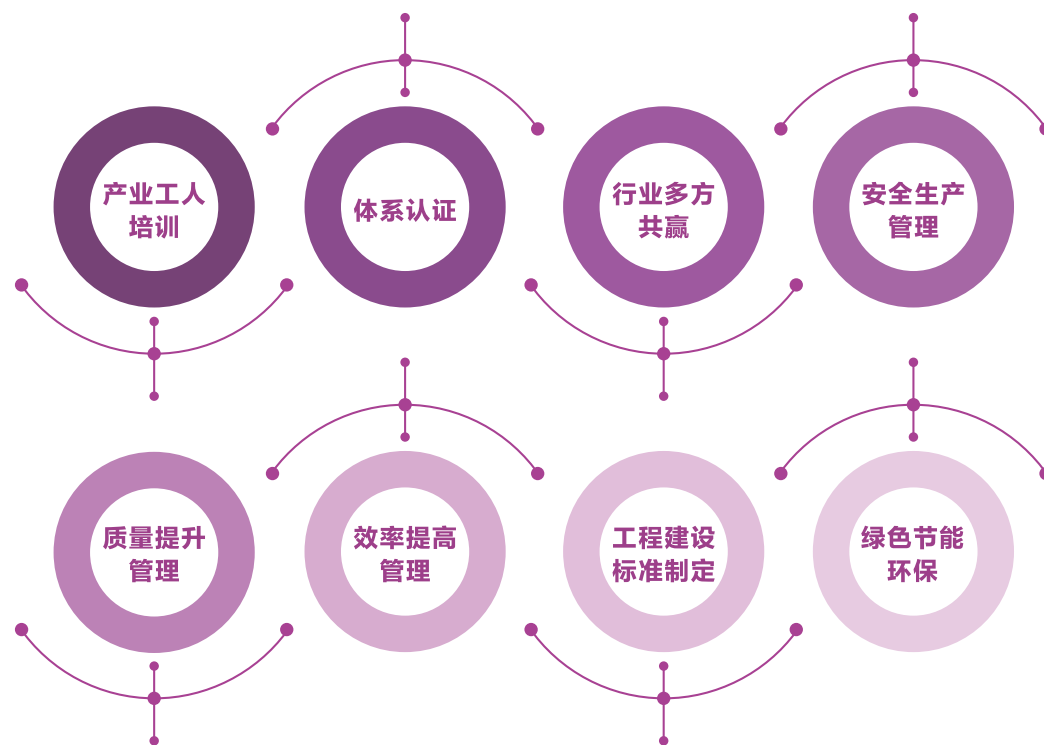 产业工人
培训
体系认证
行业多方
共赢
安全生产
管理
质量提升
管理
效率提高
管理
工程建设
标准制定
绿色节能
环保